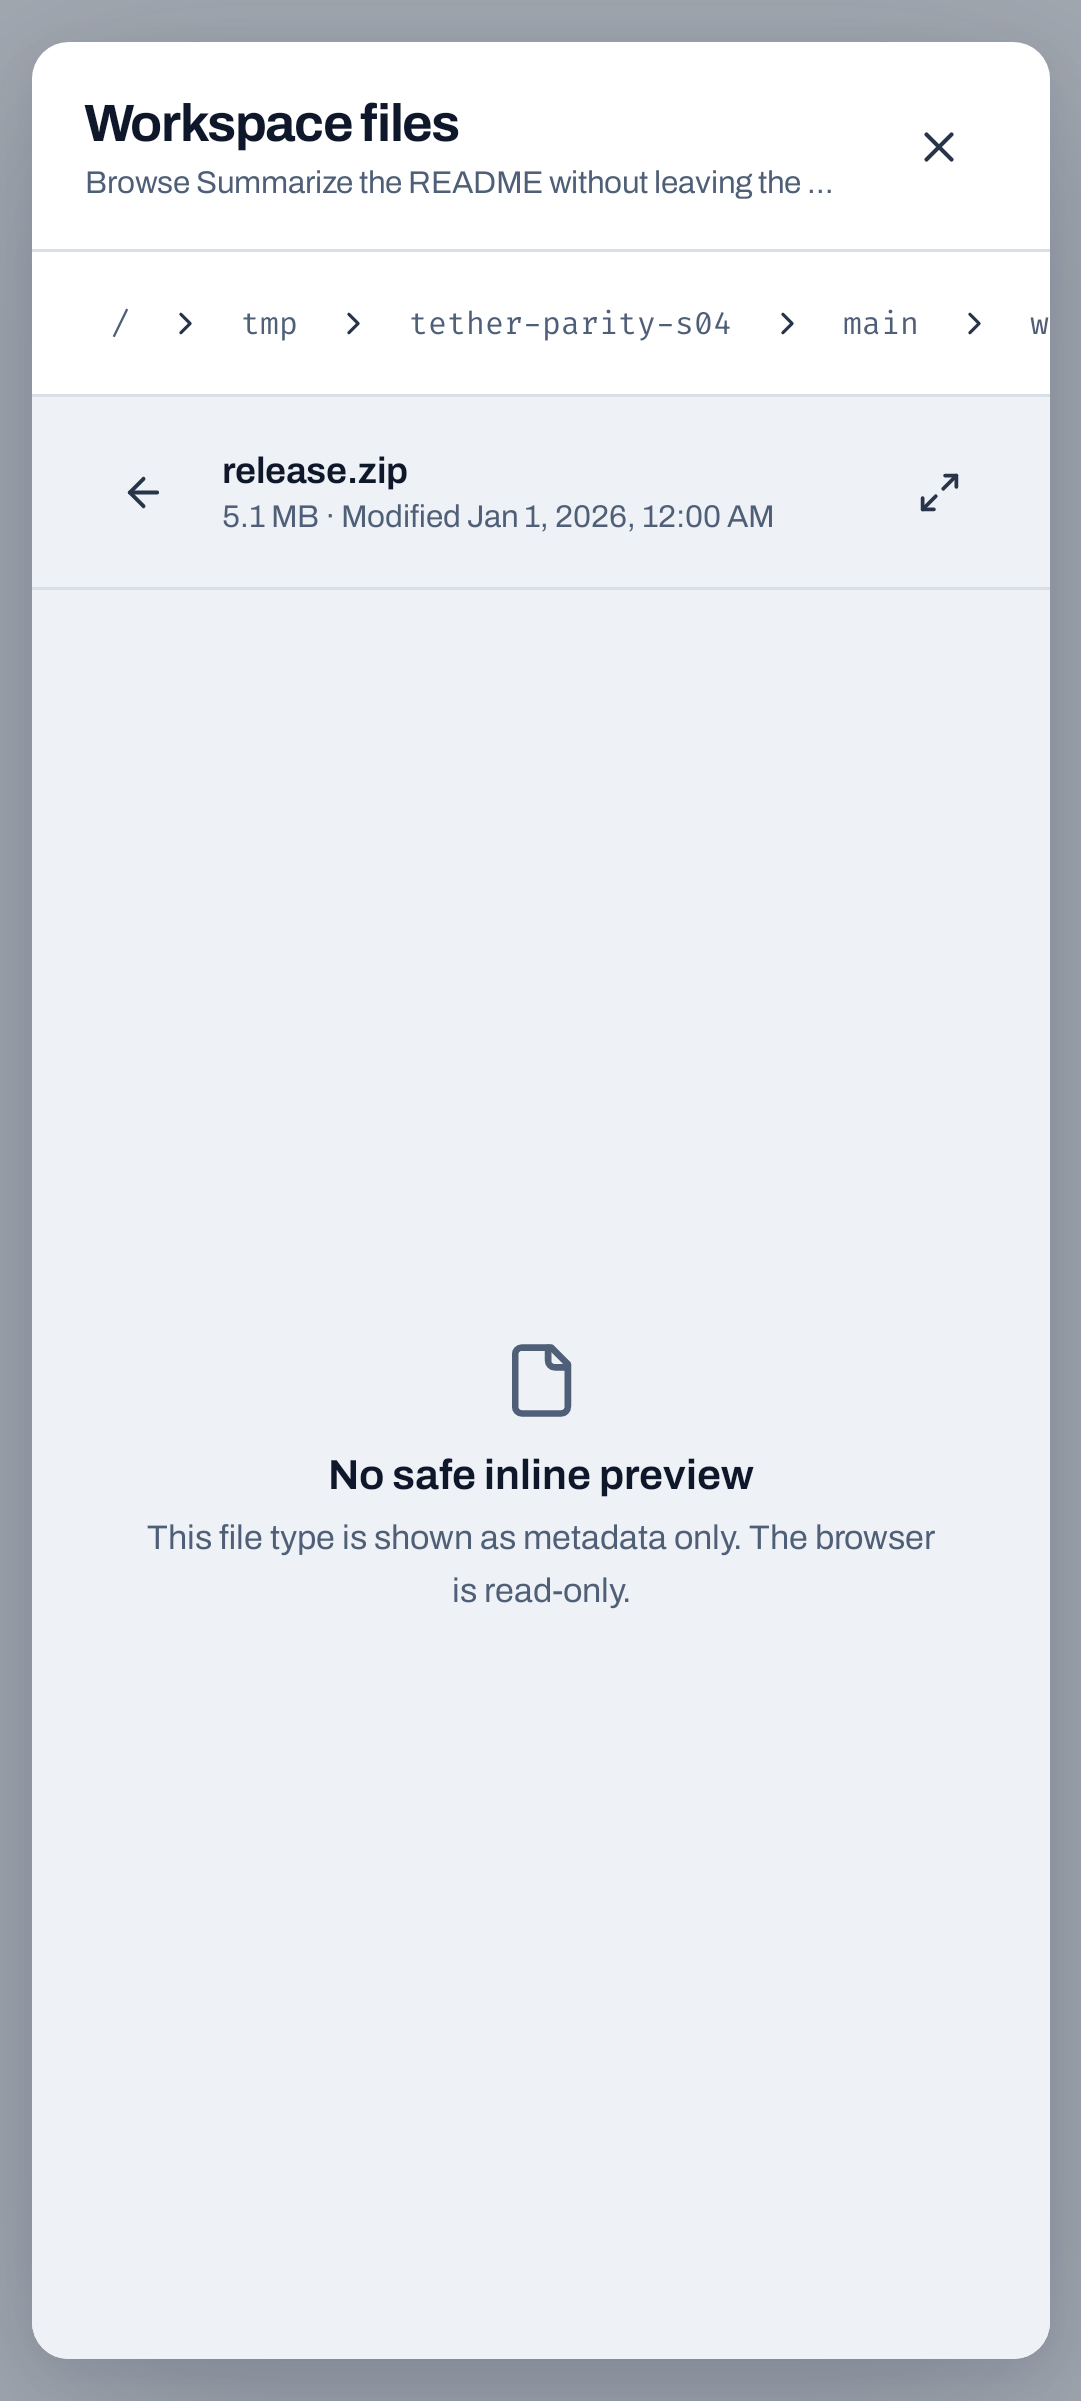 Workspace files
Browse Summarize the README without leaving the ...
/ > tmp > tether-parity-s04 > main > w
release.zip
5.1 MB · Modified Jan 1, 2026, 12:00 AM
No safe inline preview
This file type is shown as metadata only. The browser
is read-only.